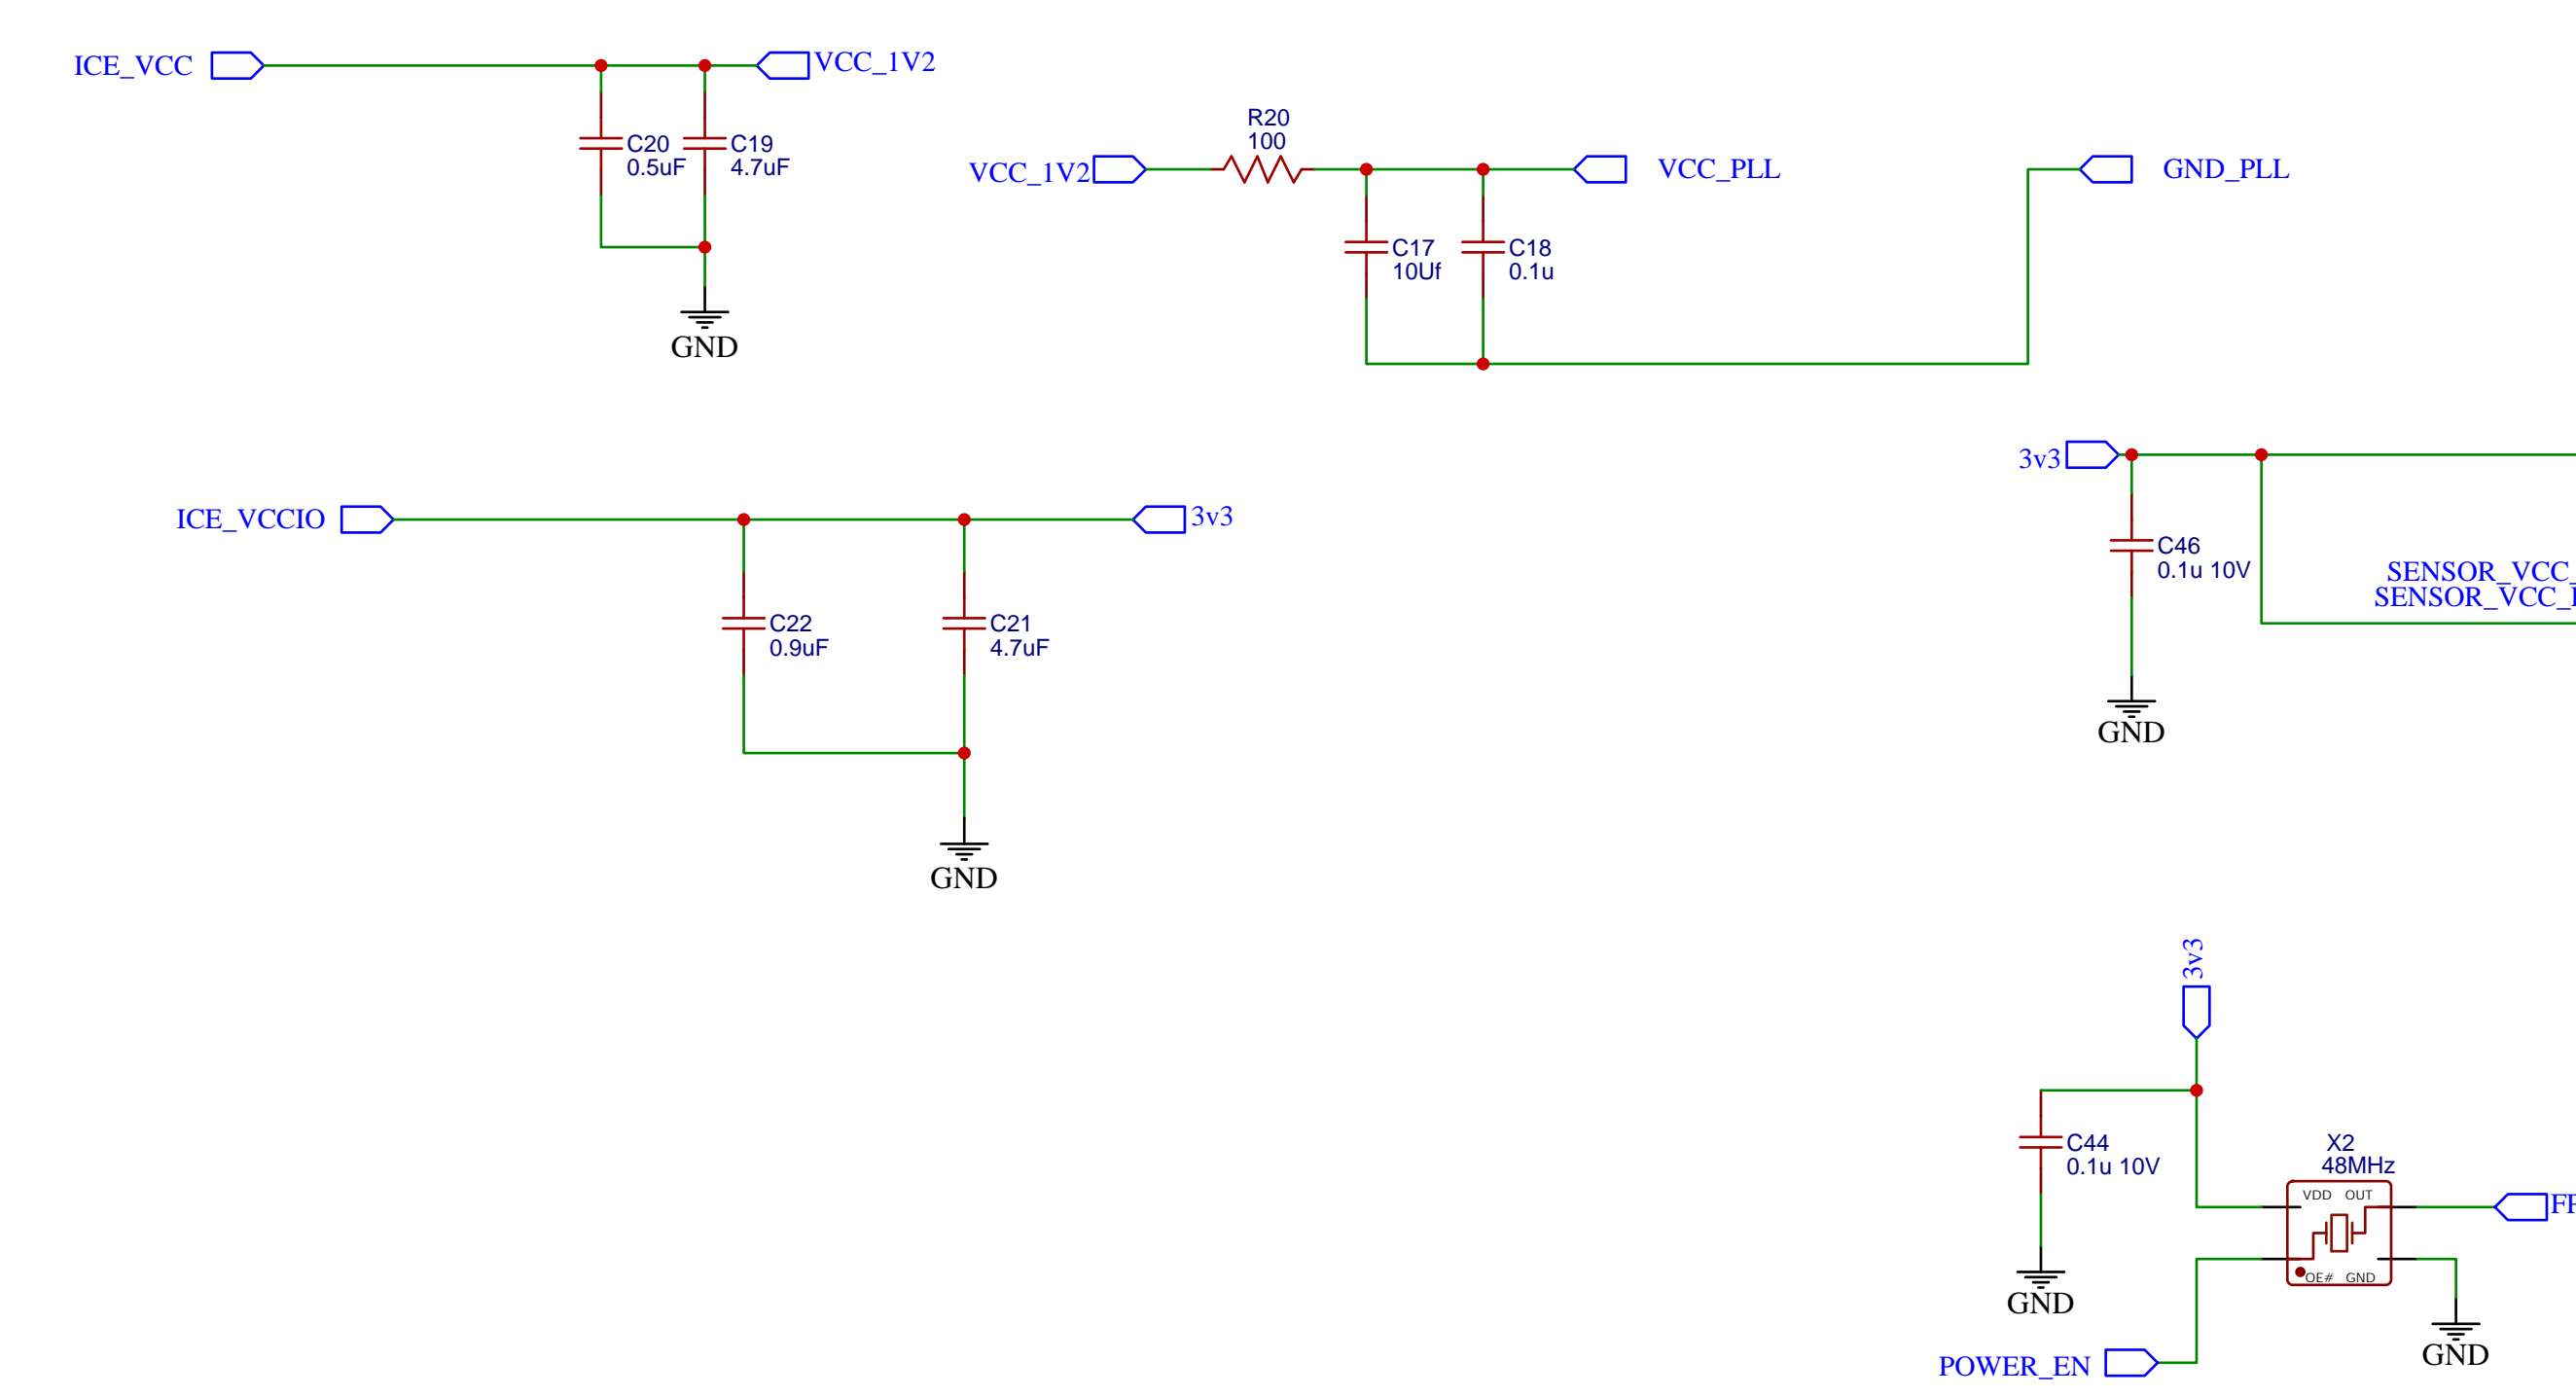 ICE_VCC
VCC_1V2
C20
0.5uF
C19
4.7uF
GND
R20
100
VCC_1V2
VCC_PLL
GND_PLL
C17
10Uf
C18
0.1u
ICE_VCCIO
3v3
C22
0.9uF
C21
4.7uF
GND
3v3
C46
0.1u 10V
SENSOR_VCC_
SENSOR_VCC_
GND
3v3
C44
0.1u 10V
GND
X2
48MHz
VDD OUT
OE# GND
GND
POWER_EN